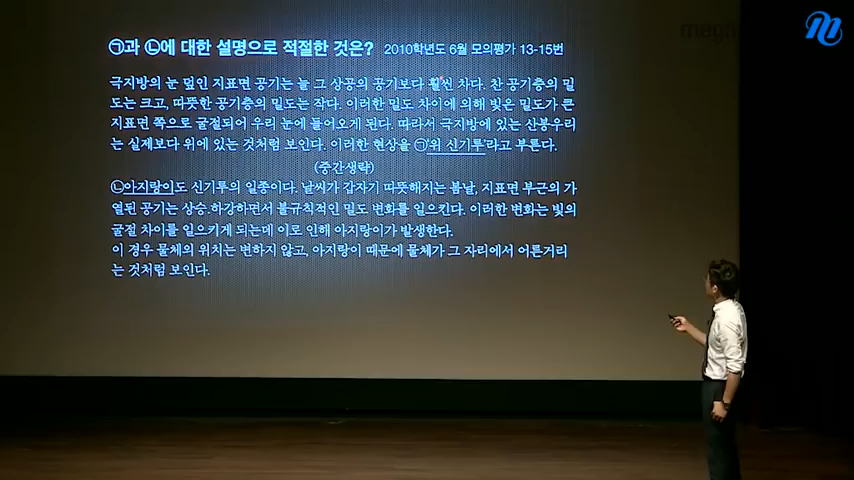 mega
㉠과 ㉡에 대한 설명으로 적절한 것은? 2010학년도 6월 모의평가 13-15번
극지방의 눈 덮인 지표면 공기는 늘 그 상공의 공기보다 훨씬 차다. 찬 공기층의 밀
도는 크고, 따뜻한 공기층의 밀도는 작다. 이러한 밀도 차이에 의해 빛은 밀도가 큰
지표면 쪽으로 굴절되어 우리 눈에 들어오게 된다. 따라서 극지방에 있는 산봉우리
는 실제보다 위에 있는 것처럼 보인다. 이러한 현상을 ㉠'위 신기루'라고 부른다.
(중간생략)
㉡아지랑이도 신기루의 일종이다. 날씨가 갑자기 따뜻해지는 봄날, 지표면 부근의 가
열된 공기는 상승.하강하면서 불규칙적인 밀도 변화를 일으킨다. 이러한 변화는 빛의
굴절 차이를 일으키게 되는데 이로 인해 아지랑이가 발생한다.
이 경우 물체의 위치는 변하지 않고, 아지랑이 때문에 물체가 그 자리에서 어른거리
는 것처럼 보인다.